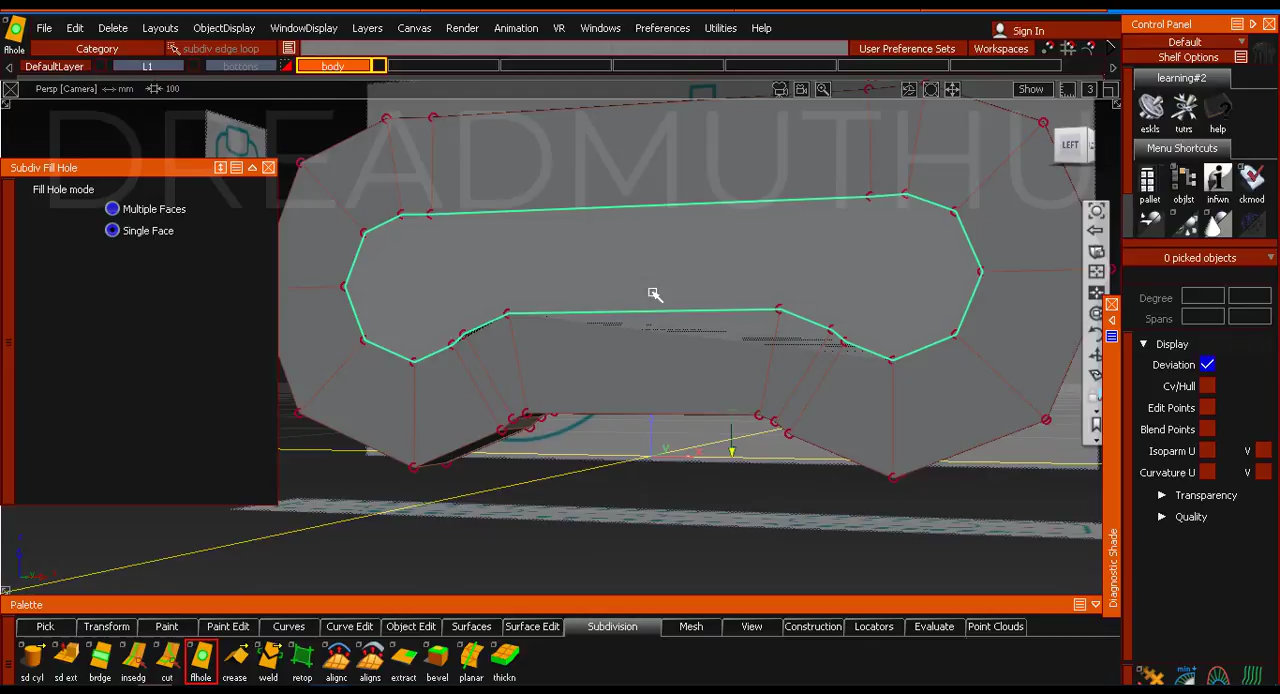 File Edit Delete Layouts ObjectDisplay WindowDisplay Layers Canvas Render Animation VR Windows Preferences Utilities Help
Sign In
flhole
Category
subdiv edge loop
User Preference Sets
Workspaces
DefaultLayer
L1
bottons
body
Persp [Camera]
mm
100
Show
3
DREADMUTHU
LEFT
Subdiv Fill Hole
Fill Hole mode
Multiple Faces
Single Face
Control Panel
Default
Shelf Options
learning#2
eskls tutrs help
Menu Shortcuts
pallet objlst infwn ckmod
0 picked objects
Degree
Spans
Display
Deviation
Cv/Hull
Edit Points
Blend Points
Isoparm U V
Curvature U V
Transparency
Quality
Diagnostic Shade
Palette
Pick Transform Paint Paint Edit Curves Curve Edit Object Edit Surfaces Surface Edit Subdivision Mesh View Construction Locators Evaluate Point Clouds
sd cyl sd ext brdge insedg cut flhole crease weld retop alignc aligns extract bevel planar thickn
min